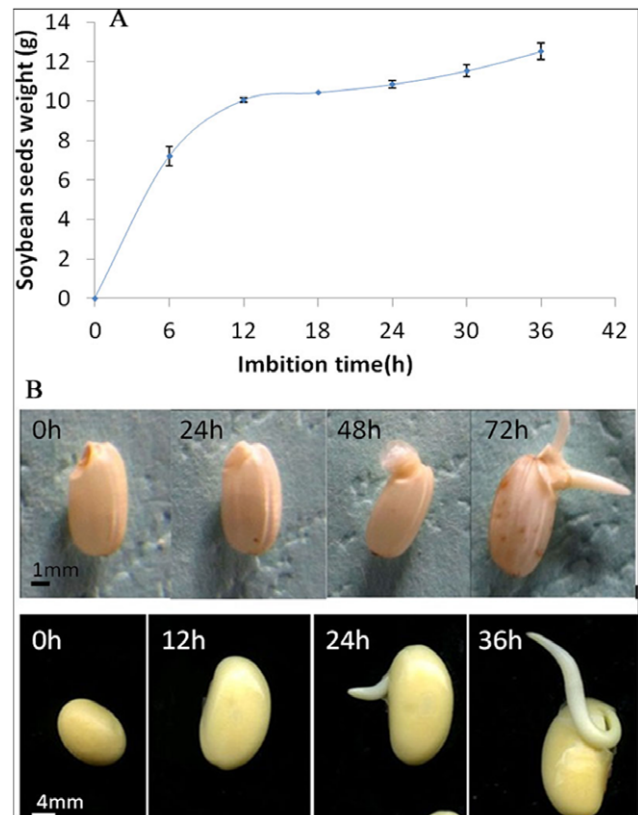 A
14
12
10
8
6
4
2
0
Soybean seeds weight (g)
0 6 12 18 24 30 36 42
Imbition time(h)
B
0h 24h 48h 72h
1mm
0h 12h 24h 36h
4mm